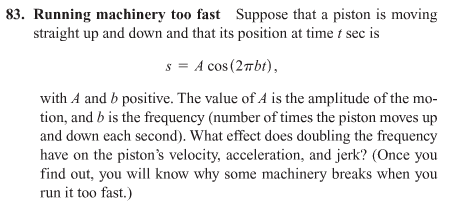 83. Running machinery too fast Suppose that a piston is moving
straight up and down and that its position at time t sec is
s = A cos(2πbt),
with A and b positive. The value of A is the amplitude of the mo-
tion, and b is the frequency (number of times the piston moves up
and down each second). What effect does doubling the frequency
have on the piston's velocity, acceleration, and jerk? (Once you
find out, you will know why some machinery breaks when you
run it too fast.)